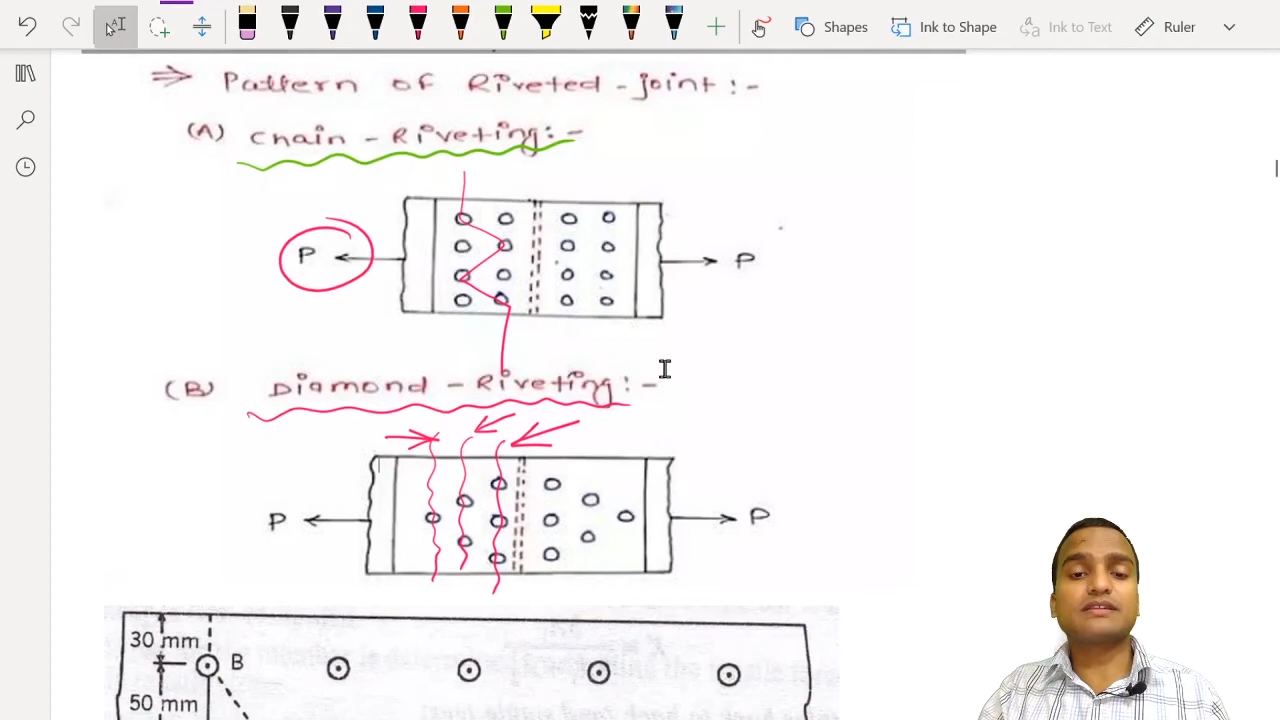 Shapes
Ink to Shape
Ink to Text
Ruler
⇒ Pattern of Riveted-joint:-
(A) Chain-Riveting:-
P
P
(B) Diamond-Riveting:-
P
P
30 mm
B
50 mm